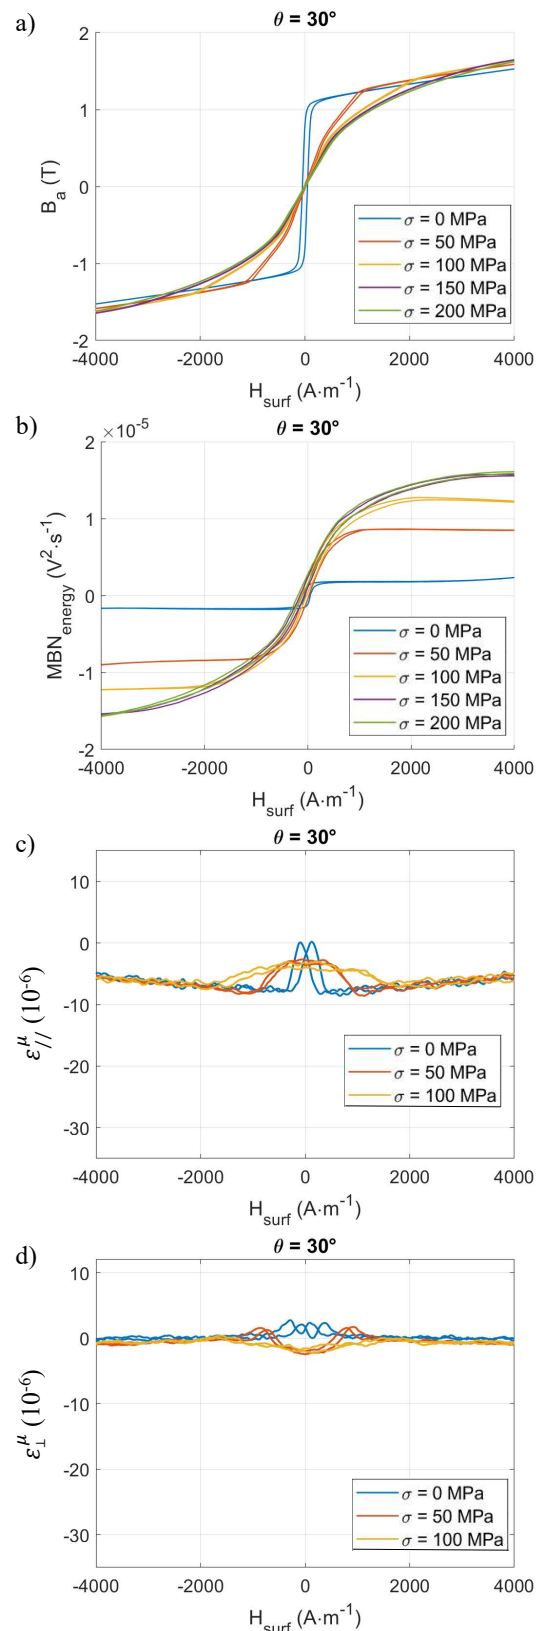 a)
θ = 30°
2
1
0
-1
-2
B_a (T)
σ = 0 MPa
σ = 50 MPa
σ = 100 MPa
σ = 150 MPa
σ = 200 MPa
-4000 -2000 0 2000 4000
H_surf (A·m⁻¹)
b)
×10⁻⁵
θ = 30°
2
1
0
-1
-2
MBN_energy (V²·s⁻¹)
σ = 0 MPa
σ = 50 MPa
σ = 100 MPa
σ = 150 MPa
σ = 200 MPa
-4000 -2000 0 2000 4000
H_surf (A·m⁻¹)
c)
θ = 30°
10
0
-10
-20
-30
ε^μ_// (10⁻⁶)
σ = 0 MPa
σ = 50 MPa
σ = 100 MPa
-4000 -2000 0 2000 4000
H_surf (A·m⁻¹)
d)
θ = 30°
10
0
-10
-20
-30
ε^μ_⊥ (10⁻⁶)
σ = 0 MPa
σ = 50 MPa
σ = 100 MPa
-4000 -2000 0 2000 4000
H_surf (A·m⁻¹)